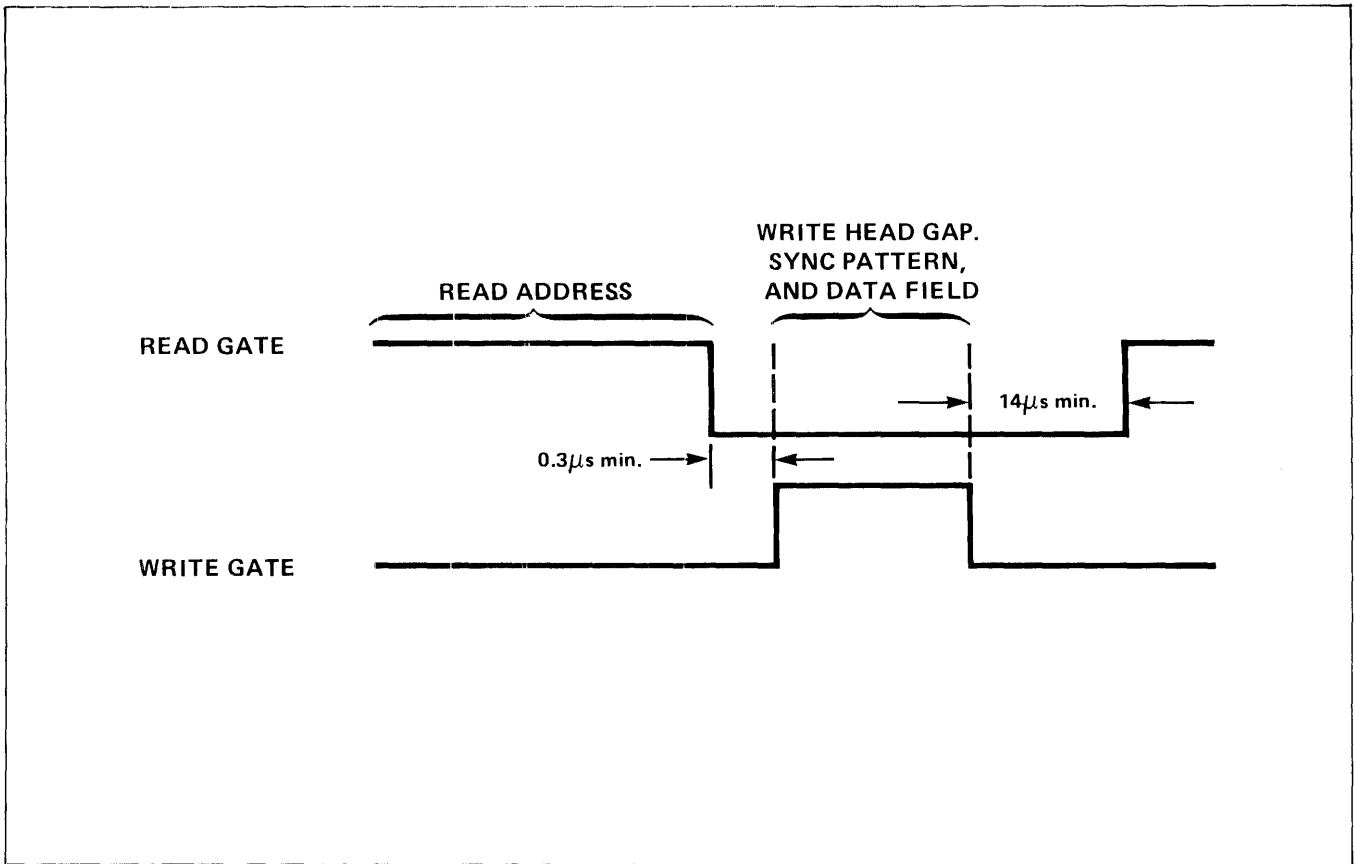 WRITE HEAD GAP.
SYNC PATTERN,
AND DATA FIELD
READ ADDRESS
READ GATE
14μs min.
0.3μs min.
WRITE GATE